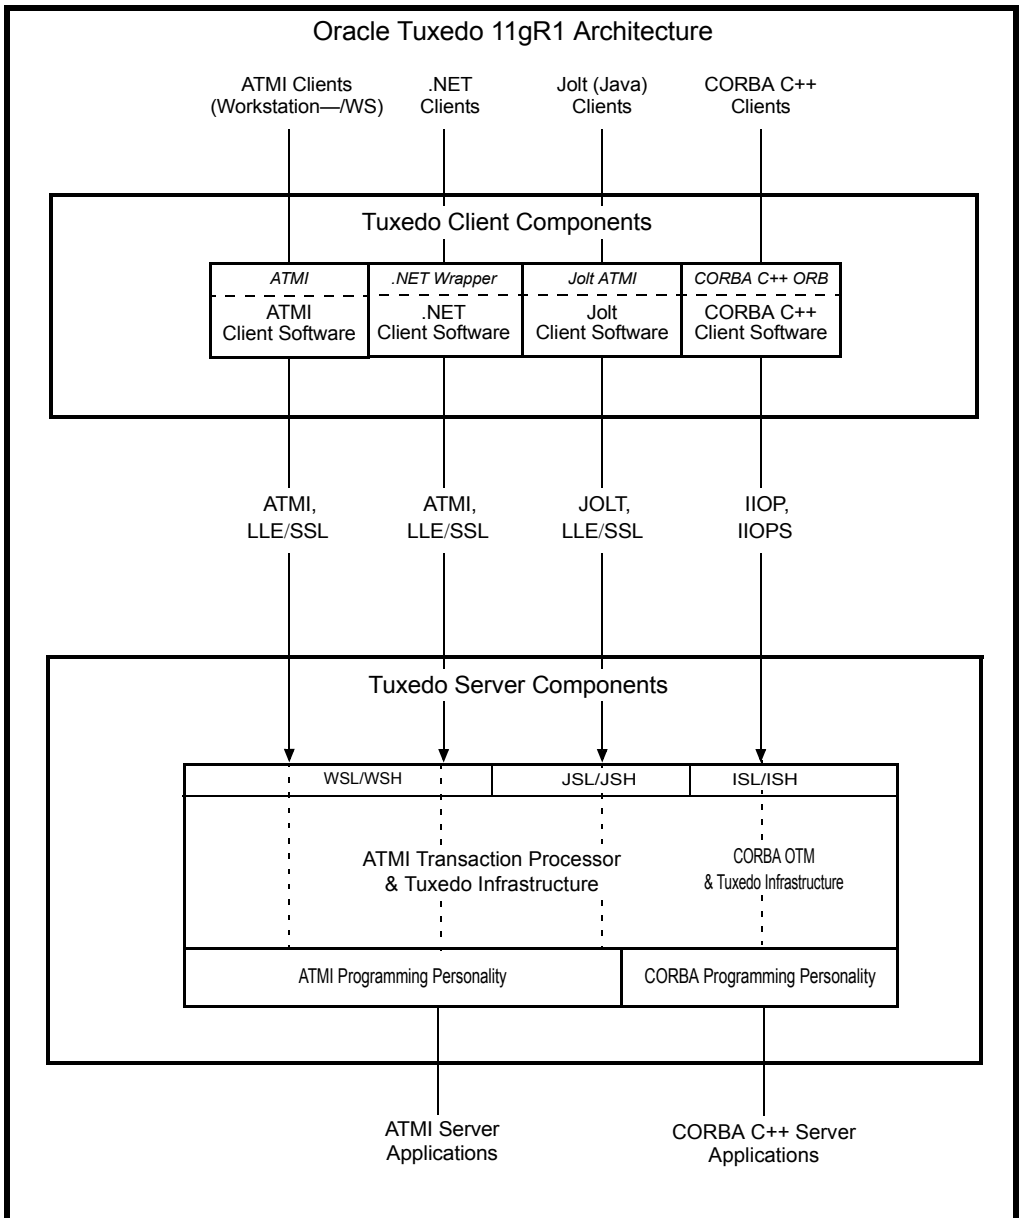 Oracle Tuxedo 11gR1 Architecture
ATMI Clients
(Workstation—/WS)
.NET
Clients
Jolt (Java)
Clients
CORBA C++
Clients
Tuxedo Client Components
ATMI
.NET Wrapper
Jolt ATMI
CORBA C++ ORB
ATMI
Client Software
.NET
Client Software
Jolt
Client Software
CORBA C++
Client Software
ATMI,
LLE/SSL
ATMI,
LLE/SSL
JOLT,
LLE/SSL
IIOP,
IIOPS
Tuxedo Server Components
WSL/WSH
JSL/JSH
ISL/ISH
ATMI Transaction Processor
& Tuxedo Infrastructure
CORBA OTM
& Tuxedo Infrastructure
ATMI Programming Personality
CORBA Programming Personality
ATMI Server
Applications
CORBA C++ Server
Applications